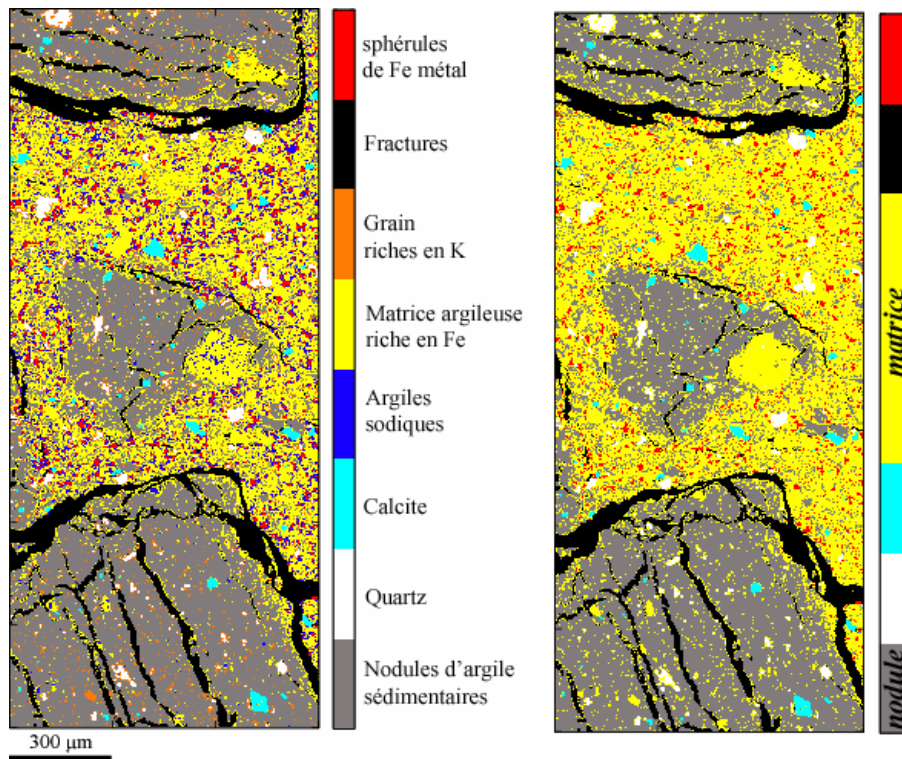 sphérules
de Fe métal
Fractures
Grain
riches en K
Matrice argileuse
riche en Fe
Argiles
sodiques
Calcite
Quartz
Nodules d'argile
sédimentaires
300 µm
matrice
nodule